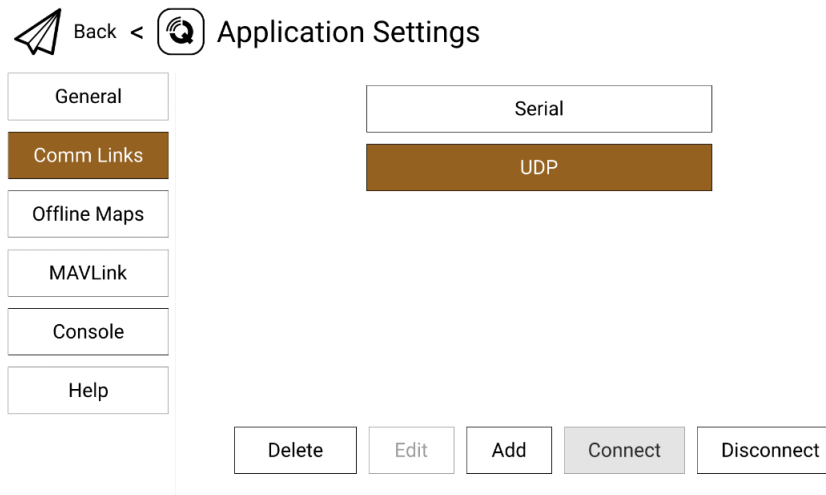 Back < Application Settings
General
Comm Links
Offline Maps
MAVLink
Console
Help
Serial
UDP
Delete Edit Add Connect Disconnect